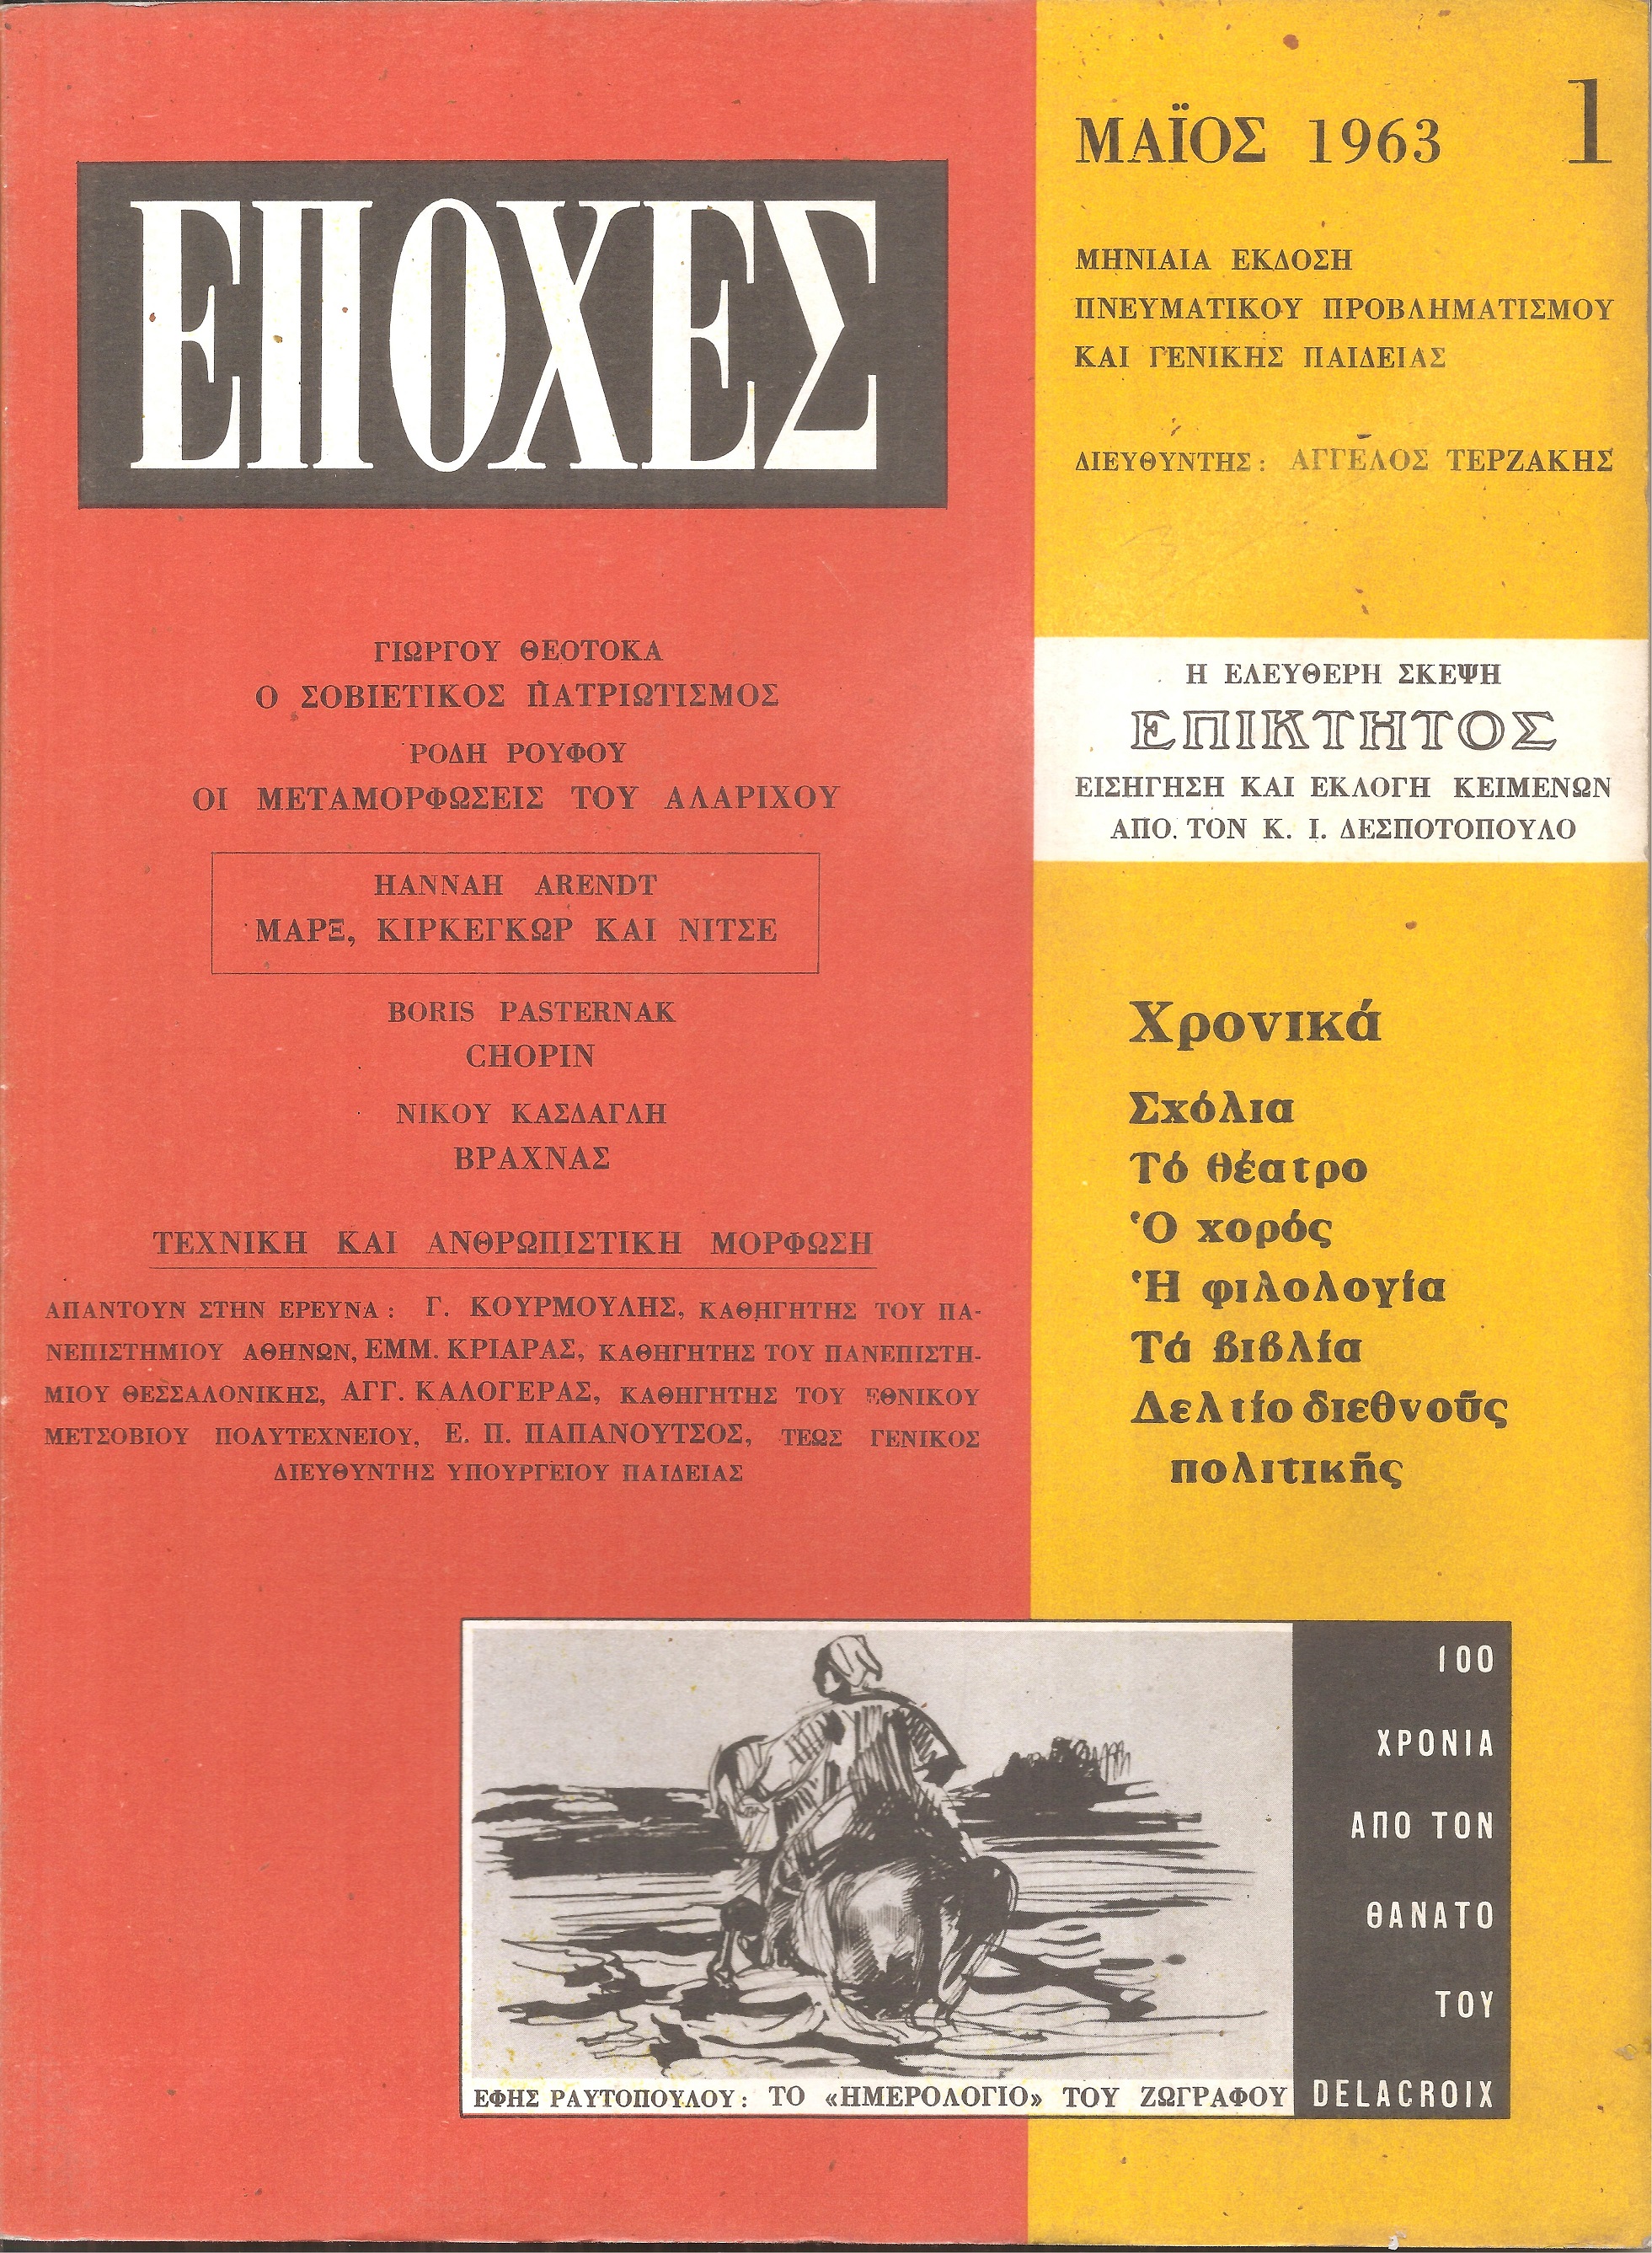 ΕΠΟΧΕΣ
ΜΑΪΟΣ 1963 1
ΜΗΝΙΑΙΑ ΕΚΔΟΣΗ
ΠΝΕΥΜΑΤΙΚΟΥ ΠΡΟΒΛΗΜΑΤΙΣΜΟΥ
ΚΑΙ ΓΕΝΙΚΗΣ ΠΑΙΔΕΙΑΣ
ΔΙΕΥΘΥΝΤΗΣ: ΑΓΓΕΛΟΣ ΤΕΡΖΑΚΗΣ
ΓΙΩΡΓΟΥ ΘΕΟΤΟΚΑ
Ο ΣΟΒΙΕΤΙΚΟΣ ΠΑΤΡΙΩΤΙΣΜΟΣ
ΡΟΔΗ ΡΟΥΦΟΥ
ΟΙ ΜΕΤΑΜΟΡΦΩΣΕΙΣ ΤΟΥ ΑΛΑΡΙΧΟΥ
HANNAH ARENDT
ΜΑΡΞ, ΚΙΡΚΕΓΚΩΡ ΚΑΙ ΝΙΤΣΕ
BORIS PASTERNAK
CHOPIN
ΝΙΚΟΥ ΚΑΣΔΑΓΛΗ
ΒΡΑΧΝΑΣ
ΤΕΧΝΙΚΗ ΚΑΙ ΑΝΘΡΩΠΙΣΤΙΚΗ ΜΟΡΦΩΣΗ
ΑΠΑΝΤΟΥΝ ΣΤΗΝ ΕΡΕΥΝΑ: Γ. ΚΟΥΡΜΟΥΛΗΣ, ΚΑΘΗΓΗΤΗΣ ΤΟΥ ΠΑ-
ΝΕΠΙΣΤΗΜΙΟΥ ΑΘΗΝΩΝ, ΕΜΜ. ΚΡΙΑΡΑΣ, ΚΑΘΗΓΗΤΗΣ ΤΟΥ ΠΑΝΕΠΙΣΤΗ-
ΜΙΟΥ ΘΕΣΣΑΛΟΝΙΚΗΣ, ΑΓΓ. ΚΑΛΟΓΕΡΑΣ, ΚΑΘΗΓΗΤΗΣ ΤΟΥ ΕΘΝΙΚΟΥ
ΜΕΤΣΟΒΙΟΥ ΠΟΛΥΤΕΧΝΕΙΟΥ, Ε. Π. ΠΑΠΑΝΟΥΤΣΟΣ, ΤΕΩΣ ΓΕΝΙΚΟΣ
ΔΙΕΥΘΥΝΤΗΣ ΥΠΟΥΡΓΕΙΟΥ ΠΑΙΔΕΙΑΣ
Η ΕΛΕΥΘΕΡΗ ΣΚΕΨΗ
ΕΠΙΚΤΗΤΟΣ
ΕΙΣΗΓΗΣΗ ΚΑΙ ΕΚΛΟΓΗ ΚΕΙΜΕΝΩΝ
ΑΠΟ ΤΟΝ Κ. Ι. ΔΕΣΠΟΤΟΠΟΥΛΟ
Χρονικά
Σχόλια
Τό θέατρο
Ὁ χορός
Ἡ φιλολογία
Τά βιβλία
Δελτίο διεθνοῦς
πολιτικῆς
100
ΧΡΟΝΙΑ
ΑΠΟ ΤΟΝ
ΘΑΝΑΤΟ
ΤΟΥ
DELACROIX
ΕΦΗΣ ΡΑΥΤΟΠΟΥΛΟΥ: ΤΟ «ΗΜΕΡΟΛΟΓΙΟ» ΤΟΥ ΖΩΓΡΑΦΟΥ